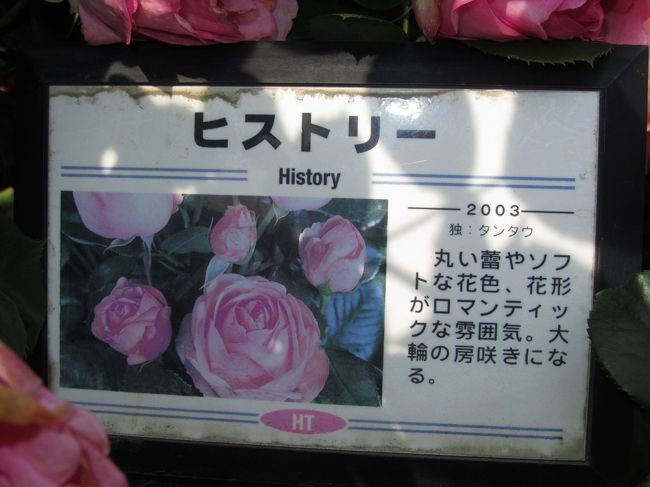 ヒストリー
History
2003
独：タンタウ
丸い蕾やソフ
トな花色、花形
がロマンティッ
クな雰囲気。大
輪の房咲きにな
る。
HT